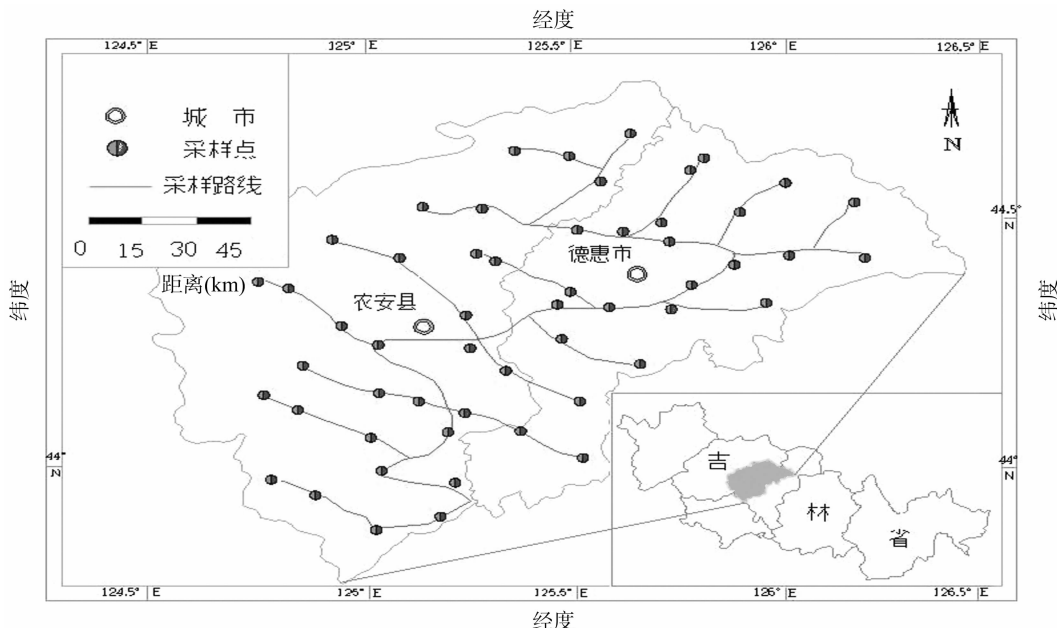 经度
124.5° E
125° E
125.5° E
126° E
126.5° E
城 市
采样点
采样路线
0 15 30 45
距离(km)
N
44.5°
N
德惠市
农安县
纬度
纬度
44°
N
44°
N
吉
林
省
124.5° E
125° E
125.5° E
126° E
126.5° E
经度